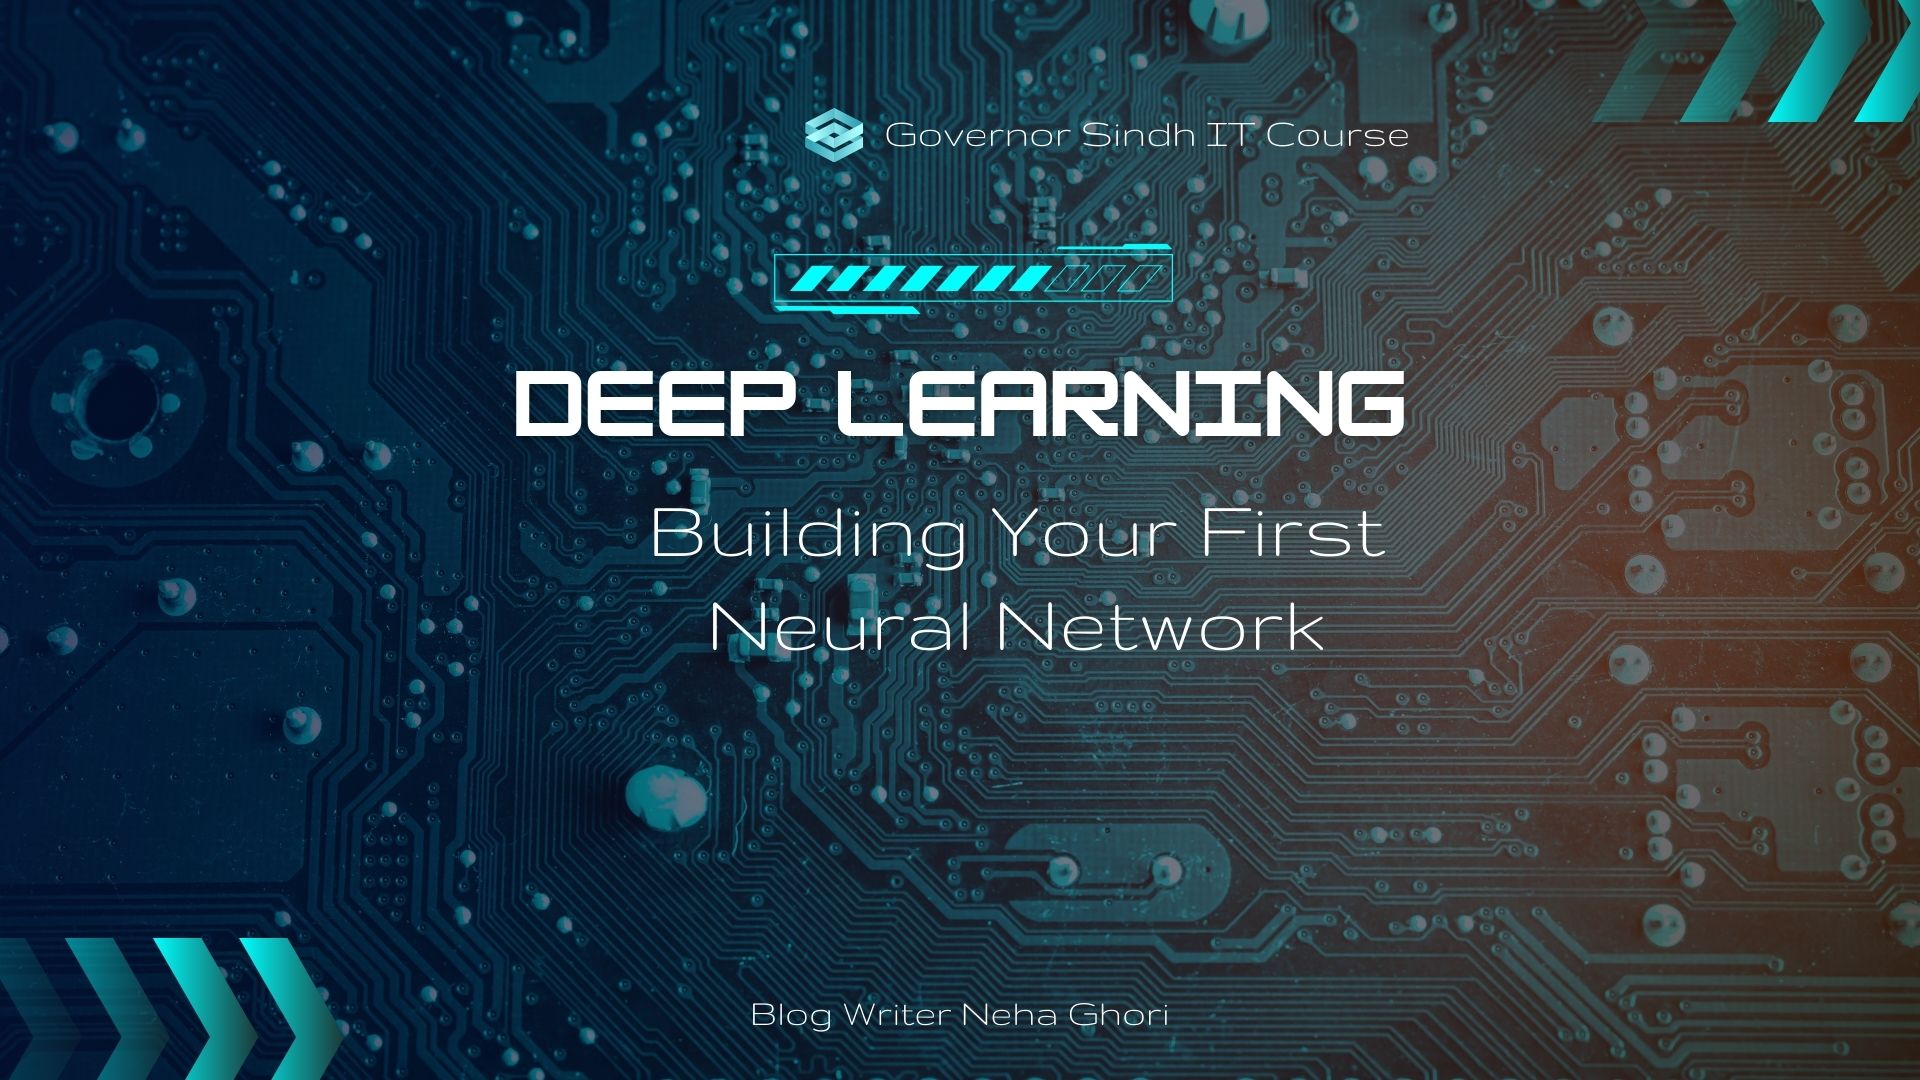 Governor Sindh IT Course
DEEP LEARNING
Building Your First
Neural Network
Blog Writer Neha Ghori